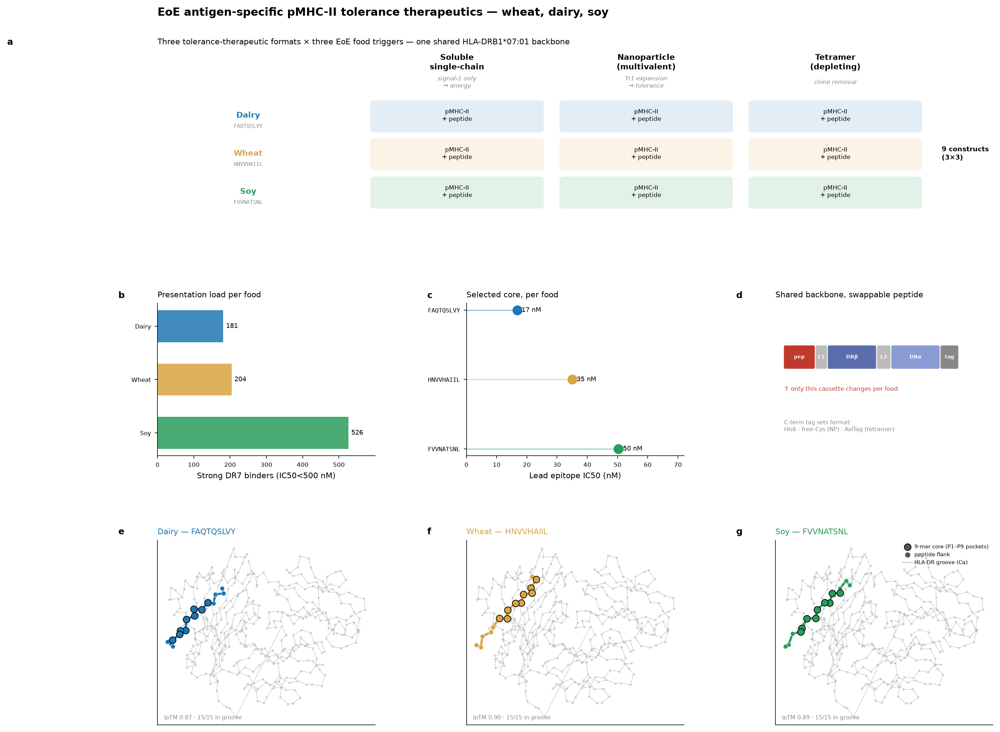 EoE antigen-specific pMHC-II tolerance therapeutics — wheat, dairy, soy
a
Three tolerance-therapeutic formats × three EoE food triggers — one shared HLA-DRB1*07:01 backbone
Soluble
single-chain
signal-1 only
→ anergy
Nanoparticle
(multivalent)
Tr1 expansion
→ tolerance
Tetramer
(depleting)
clone removal
Dairy
FAQTQSLVY
pMHC-II
+ peptide
pMHC-II
+ peptide
pMHC-II
+ peptide
Wheat
HNVVHAIIL
pMHC-II
+ peptide
pMHC-II
+ peptide
pMHC-II
+ peptide
9 constructs
(3×3)
Soy
FVVNATSNL
pMHC-II
+ peptide
pMHC-II
+ peptide
pMHC-II
+ peptide
b
Presentation load per food
Dairy
181
Wheat
204
Soy
526
0 100 200 300 400 500
Strong DR7 binders (IC50<500 nM)
c
Selected core, per food
FAQTQSLVY
17 nM
HNVVHAIIL
35 nM
FVVNATSNL
50 nM
0 10 20 30 40 50 60 70
Lead epitope IC50 (nM)
d
Shared backbone, swappable peptide
pep L1 DRβ L2 DRα tag
↑ only this cassette changes per food
C-term tag sets format:
His6 · free-Cys (NP) · AviTag (tetramer)
e
Dairy — FAQTQSLVY
ipTM 0.87 · 15/15 in groove
f
Wheat — HNVVHAIIL
ipTM 0.90 · 15/15 in groove
g
Soy — FVVNATSNL
9-mer core (P1–P9 pockets)
peptide flank
HLA-DR groove (Cα)
ipTM 0.89 · 15/15 in groove